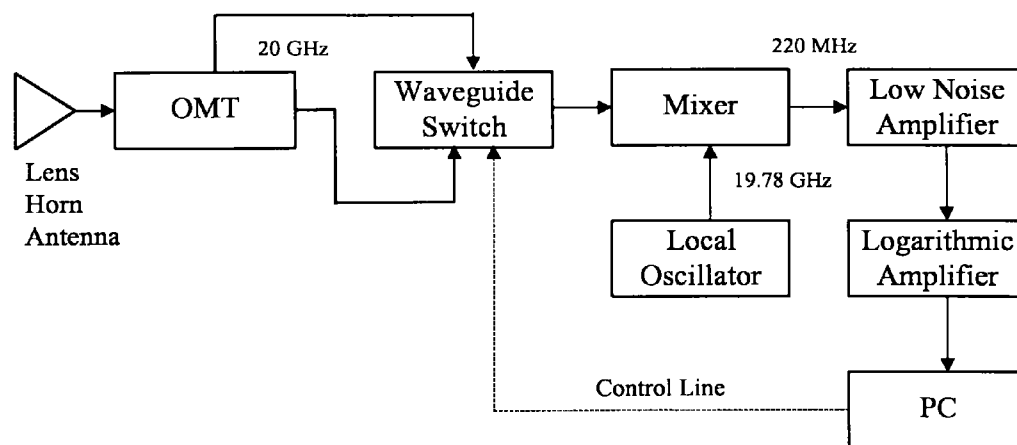 20 GHz
220 MHz
OMT
Waveguide
Switch
Mixer
Low Noise
Amplifier
Lens
Horn
Antenna
19.78 GHz
Local
Oscillator
Logarithmic
Amplifier
Control Line
PC